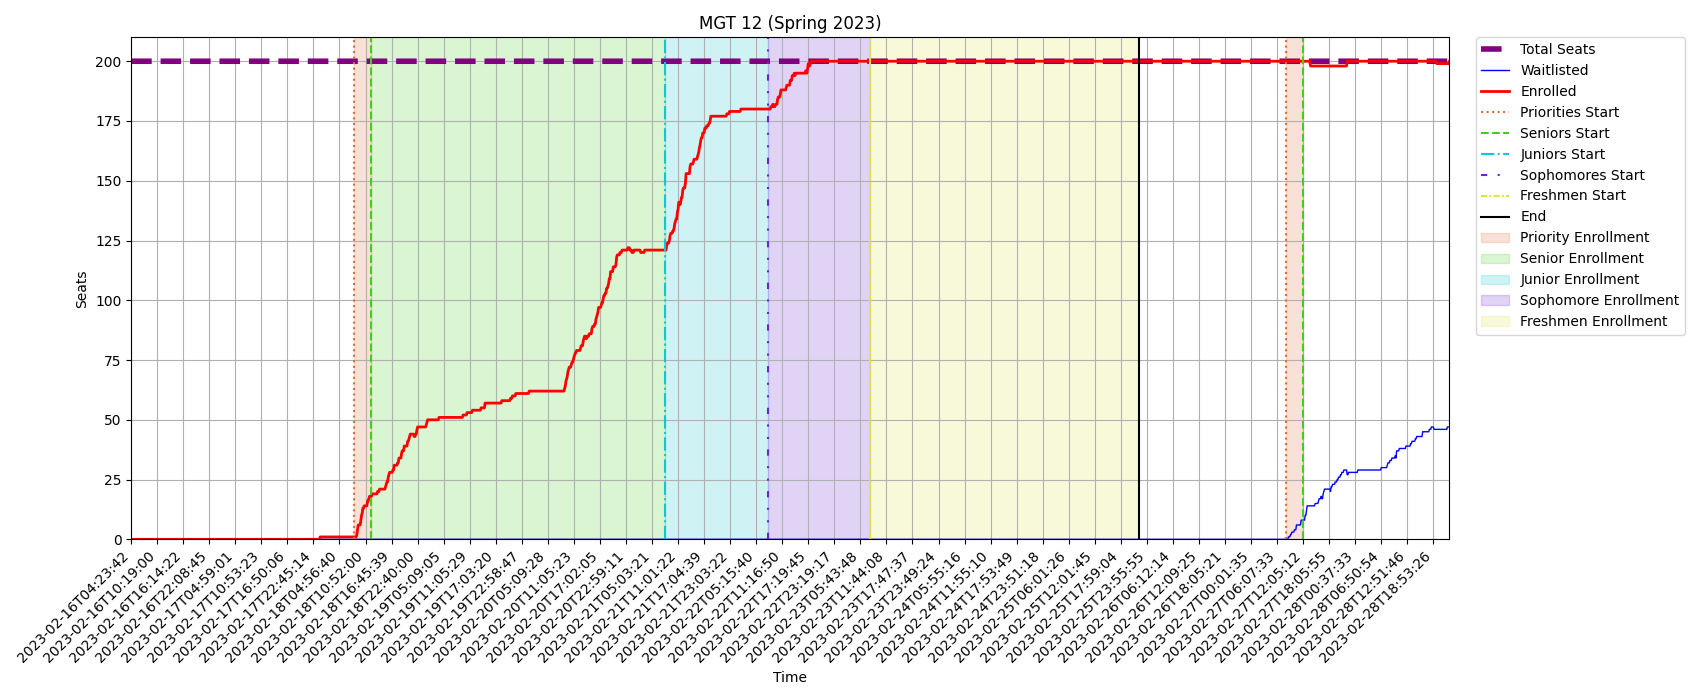 MGT 12 (Spring 2023)
Seats
200
175
150
125
100
75
50
25
0
2023-02-16T04:23:42
2023-02-16T10:19:00
2023-02-16T16:14:22
2023-02-16T22:08:45
2023-02-17T04:59:01
2023-02-17T10:53:23
2023-02-17T16:50:06
2023-02-17T22:45:14
2023-02-18T04:56:40
2023-02-18T10:52:00
2023-02-18T16:45:39
2023-02-18T22:40:00
2023-02-19T05:09:05
2023-02-19T11:05:29
2023-02-19T17:03:20
2023-02-19T22:58:47
2023-02-20T05:09:28
2023-02-20T11:05:23
2023-02-20T17:02:05
2023-02-20T22:59:11
2023-02-21T05:03:21
2023-02-21T11:01:22
2023-02-21T17:04:39
2023-02-21T23:03:22
2023-02-22T05:15:40
2023-02-22T11:16:50
2023-02-22T17:19:45
2023-02-22T23:19:17
2023-02-23T05:43:48
2023-02-23T11:44:08
2023-02-23T17:47:37
2023-02-23T23:49:24
2023-02-24T05:55:16
2023-02-24T11:55:10
2023-02-24T17:53:49
2023-02-24T23:51:18
2023-02-25T06:01:26
2023-02-25T12:01:45
2023-02-25T17:59:04
2023-02-25T23:55:55
2023-02-26T06:12:14
2023-02-26T12:09:25
2023-02-26T18:05:21
2023-02-27T00:01:35
2023-02-27T06:07:33
2023-02-27T12:05:12
2023-02-27T18:05:55
2023-02-28T00:37:33
2023-02-28T06:50:54
2023-02-28T12:51:46
2023-02-28T18:53:26
Time
Total Seats
Waitlisted
Enrolled
Priorities Start
Seniors Start
Juniors Start
Sophomores Start
Freshmen Start
End
Priority Enrollment
Senior Enrollment
Junior Enrollment
Sophomore Enrollment
Freshmen Enrollment